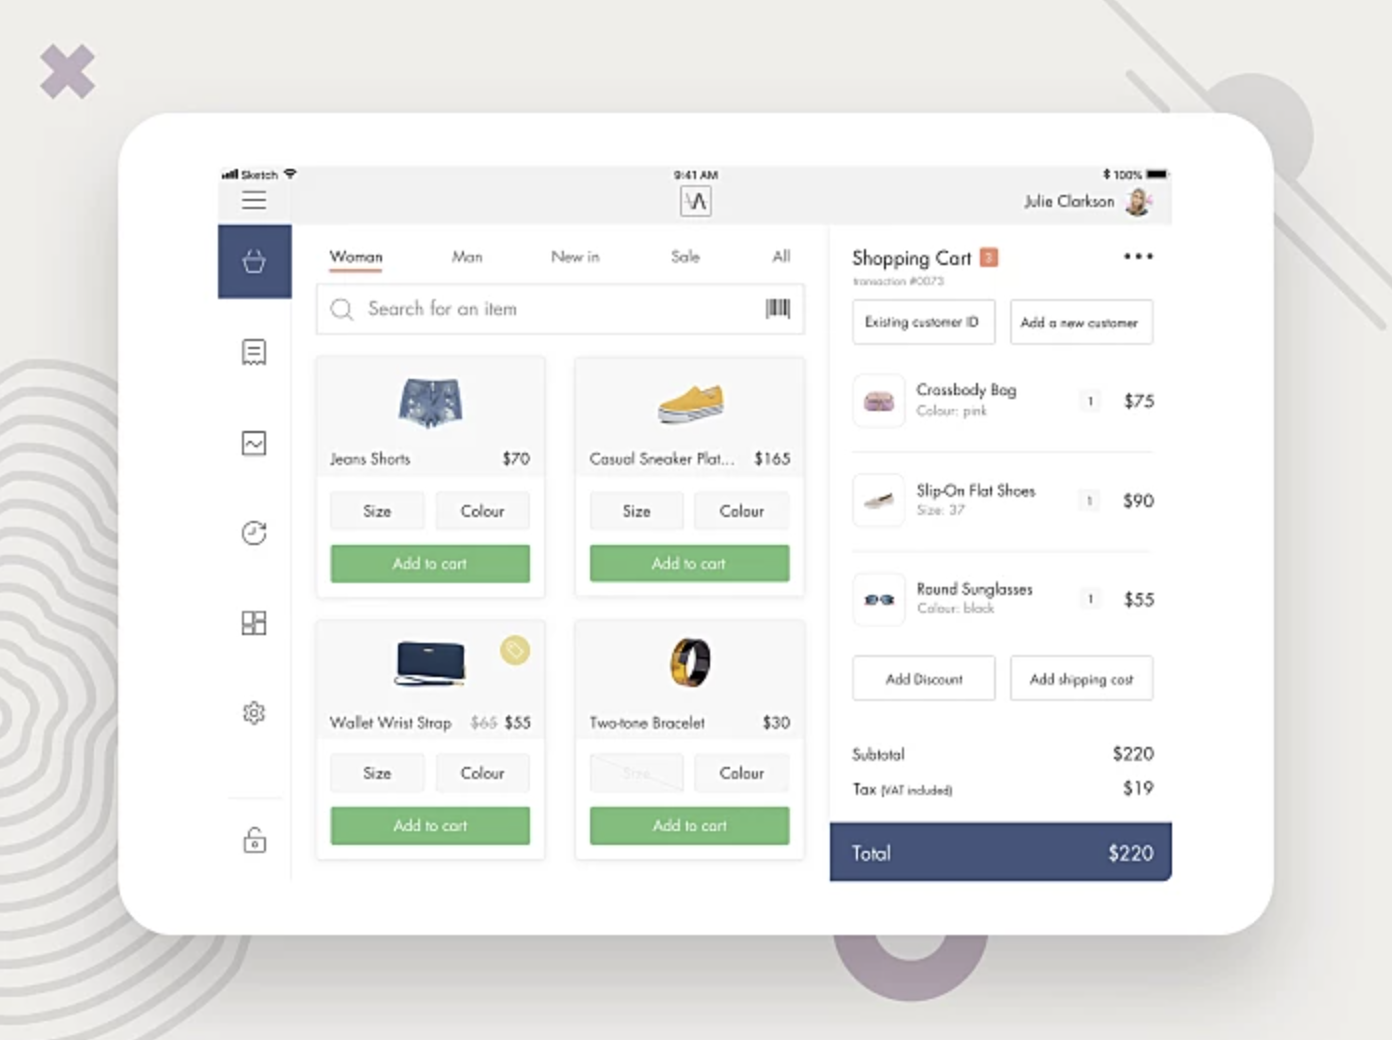 Sketch
9:41 AM
100%
VA
Julie Clarkson
Woman
Man
New in
Sale
All
Search for an item
Jeans Shorts
$70
Size
Colour
Add to cart
Casual Sneaker Plat...
$165
Size
Colour
Add to cart
Wallet Wrist Strap
$65
$55
Size
Colour
Add to cart
Two-tone Bracelet
$30
Size
Colour
Add to cart
Shopping Cart
3
transaction #0073
Existing customer ID
Add a new customer
Crossbody Bag
Colour: pink
1
$75
Slip-On Flat Shoes
Size: 37
1
$90
Round Sunglasses
Colour: black
1
$55
Add Discount
Add shipping cost
Subtotal
$220
Tax (VAT included)
$19
Total
$220